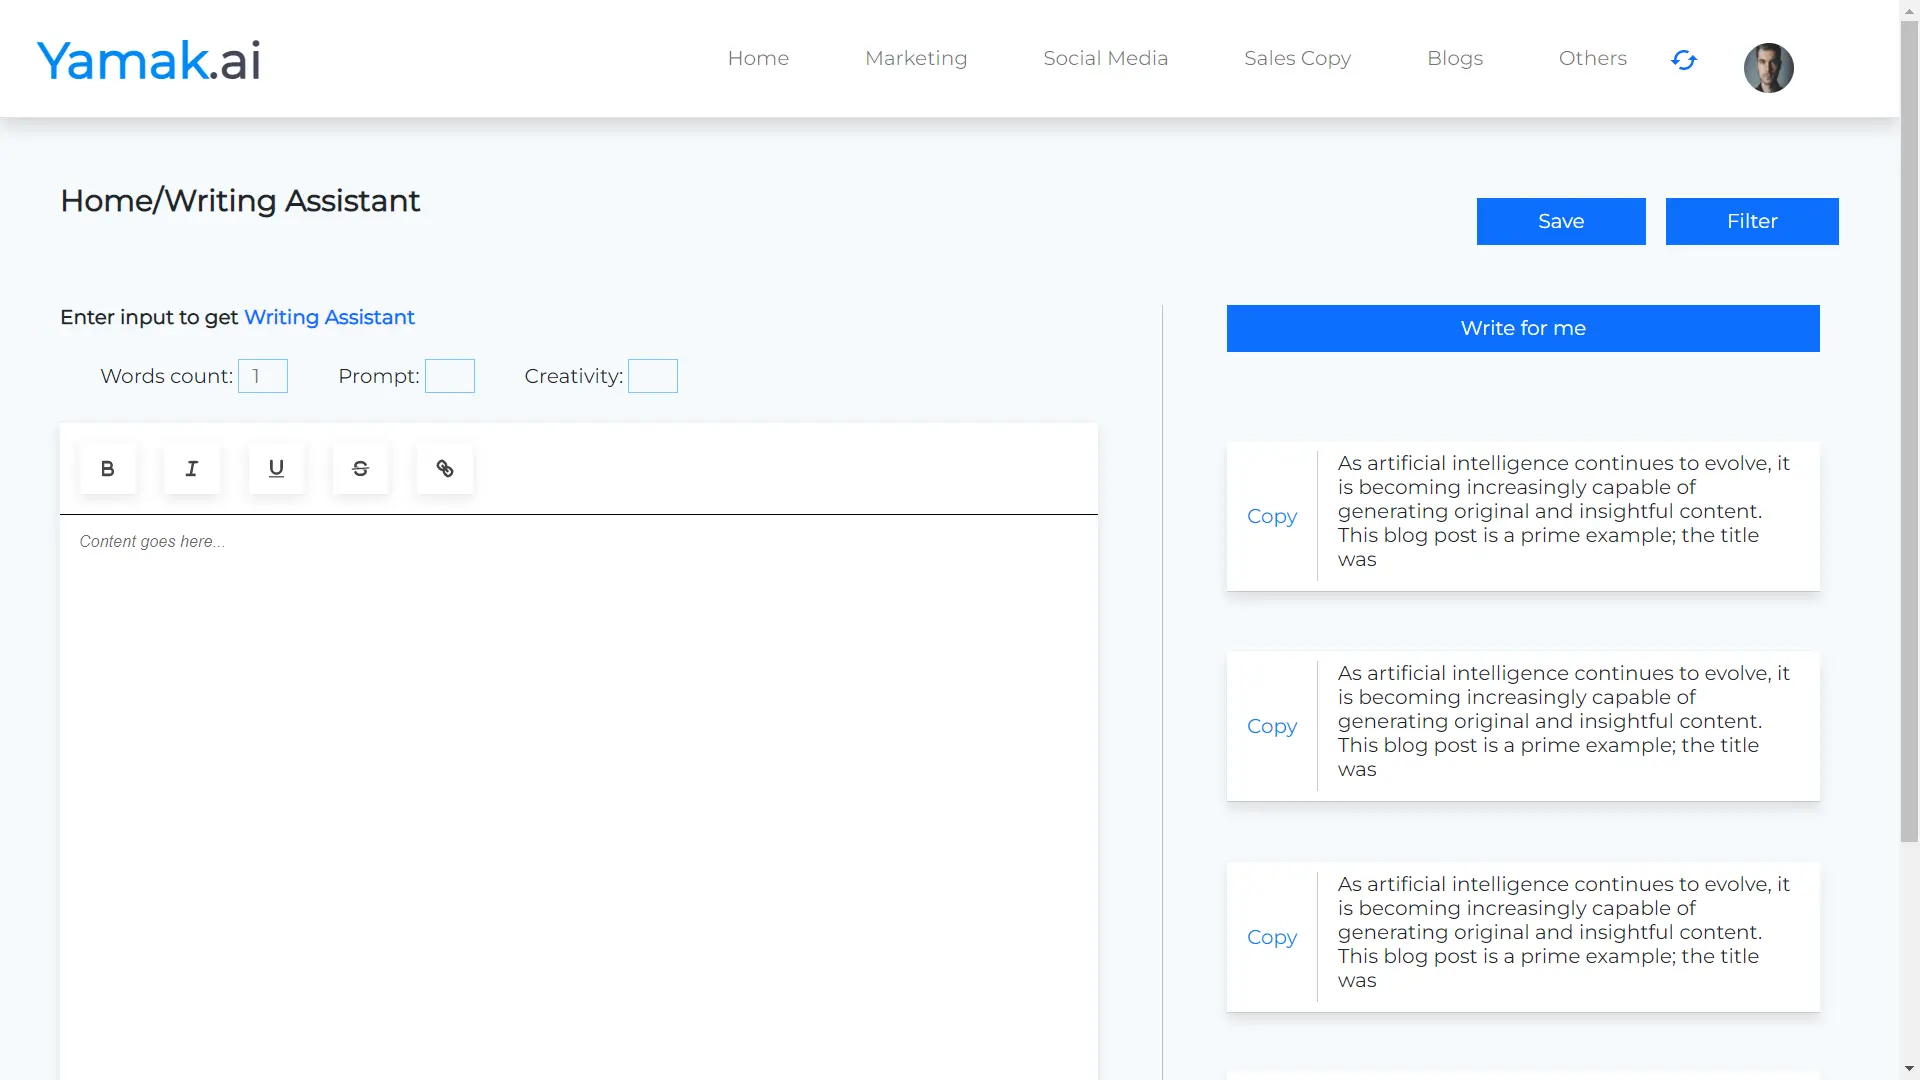 Yamak.ai
Home Marketing Social Media Sales Copy Blogs Others
Home/Writing Assistant
Save Filter
Enter input to get Writing Assistant
Words count: 1 Prompt: Creativity:
B I U S
Content goes here...
Write for me
Copy
As artificial intelligence continues to evolve, it
is becoming increasingly capable of
generating original and insightful content.
This blog post is a prime example; the title
was
Copy
As artificial intelligence continues to evolve, it
is becoming increasingly capable of
generating original and insightful content.
This blog post is a prime example; the title
was
Copy
As artificial intelligence continues to evolve, it
is becoming increasingly capable of
generating original and insightful content.
This blog post is a prime example; the title
was